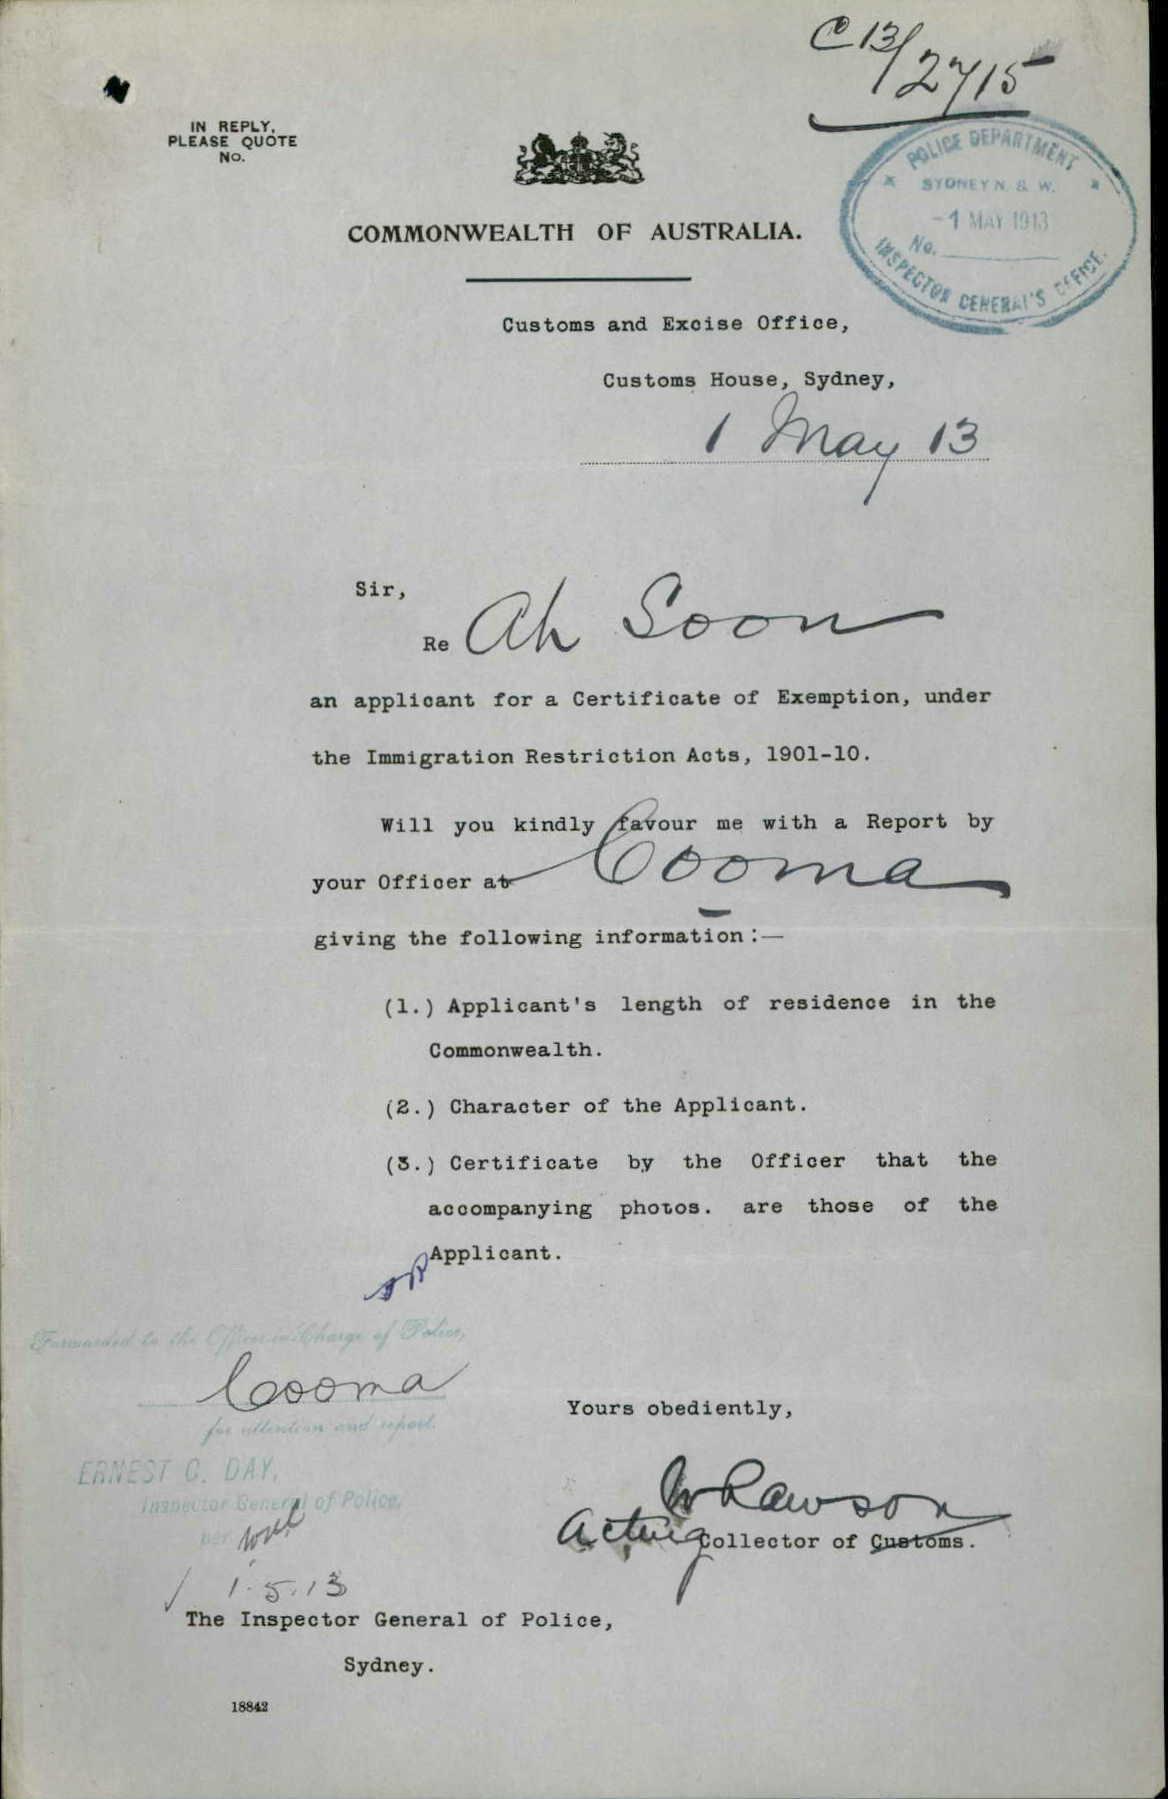 C13/2715
IN REPLY,
PLEASE QUOTE
No.
POLICE DEPARTMENT
SYDNEY N. S. W.
-1 MAY 1913
No.
INSPECTOR GENERAL'S OFFICE.
COMMONWEALTH OF AUSTRALIA.
Customs and Excise Office,
Customs House, Sydney,
1 May 13
Sir,
Re Ah Soon
an applicant for a Certificate of Exemption, under
the Immigration Restriction Acts, 1901-10.
Will you kindly favour me with a Report by
your Officer at Cooma
giving the following information:—
(1.) Applicant's length of residence in the
Commonwealth.
(2.) Character of the Applicant.
(3.) Certificate by the Officer that the
accompanying photos. are those of the
Applicant.
Forwarded to the Officer-in-Charge of Police,
Cooma
for attention and report.
Yours obediently,
ERNEST C. DAY,
Inspector General of Police,
per
W Rawson
Acting Collector of Customs.
1.5.13
The Inspector General of Police,
Sydney.
18842